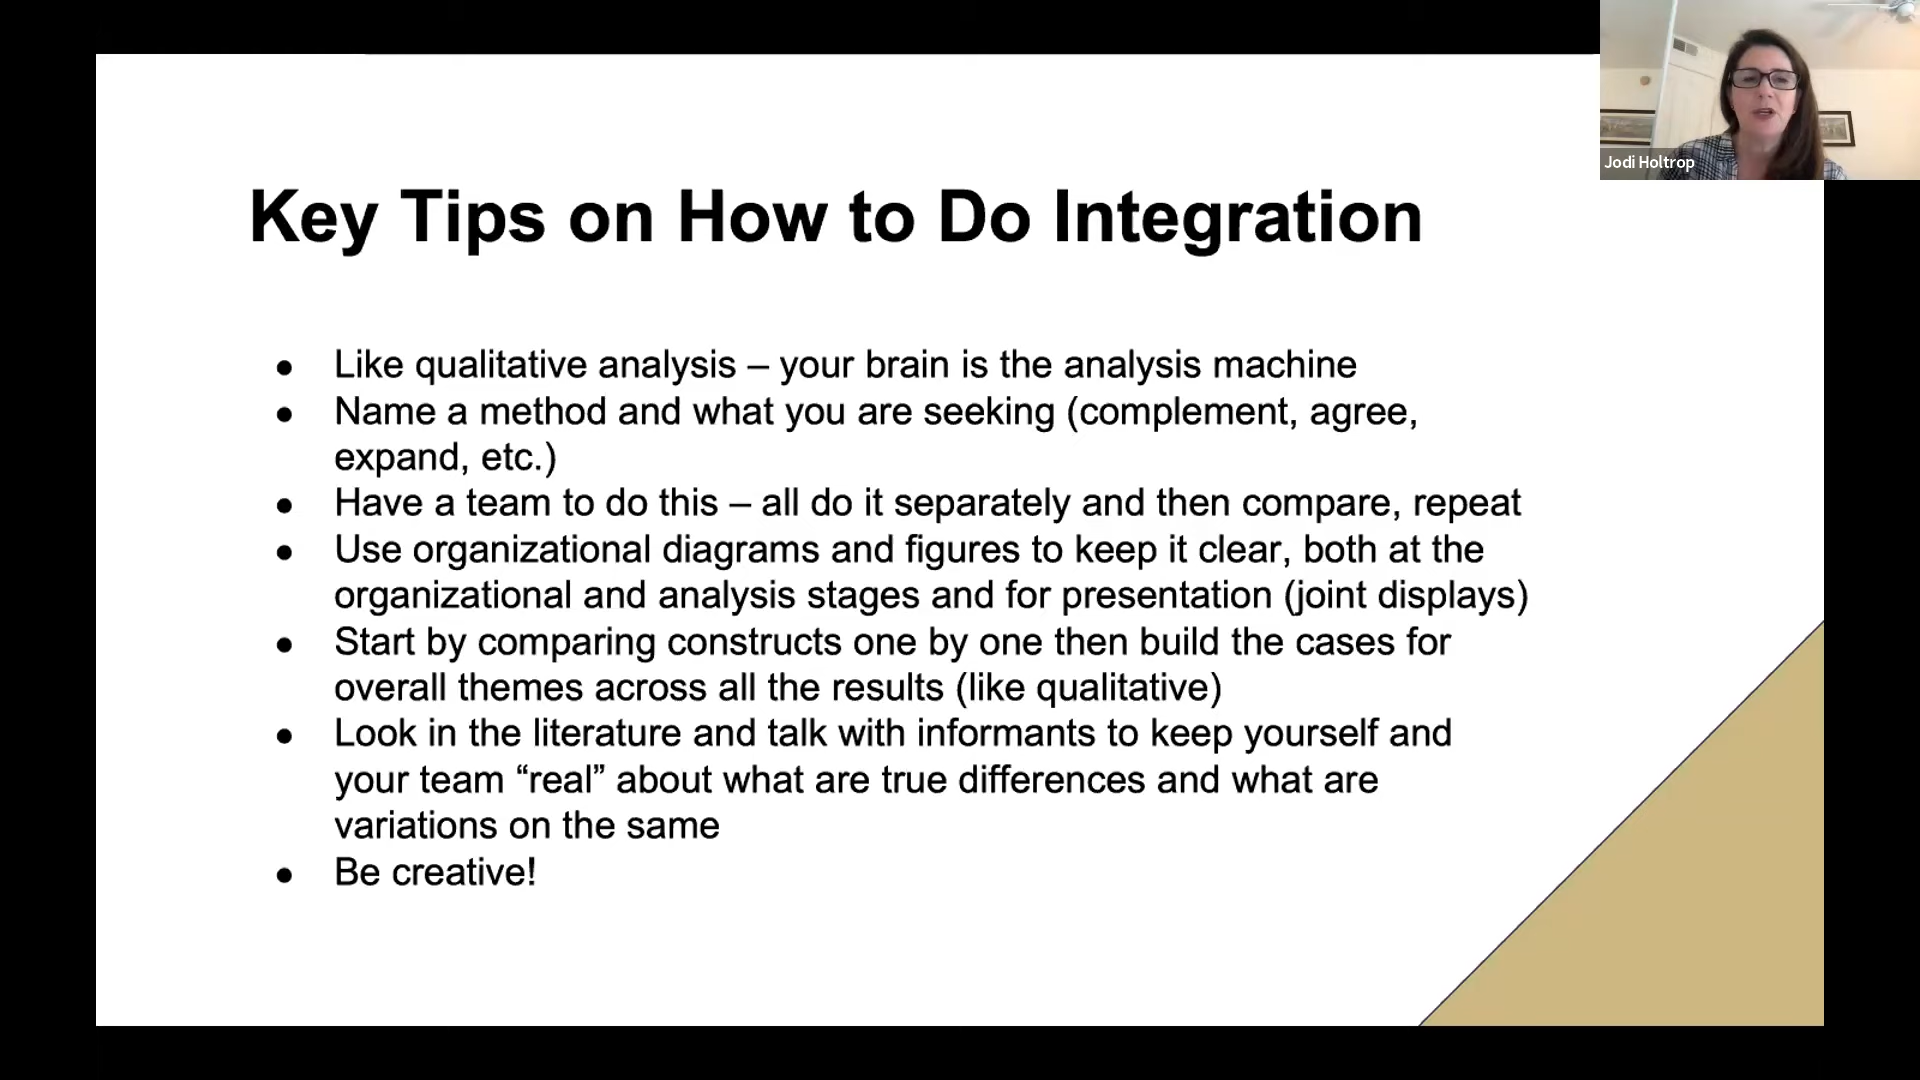 Jodi Holtrop
Key Tips on How to Do Integration
● Like qualitative analysis – your brain is the analysis machine
● Name a method and what you are seeking (complement, agree,
expand, etc.)
● Have a team to do this – all do it separately and then compare, repeat
● Use organizational diagrams and figures to keep it clear, both at the
organizational and analysis stages and for presentation (joint displays)
● Start by comparing constructs one by one then build the cases for
overall themes across all the results (like qualitative)
● Look in the literature and talk with informants to keep yourself and
your team “real” about what are true differences and what are
variations on the same
● Be creative!